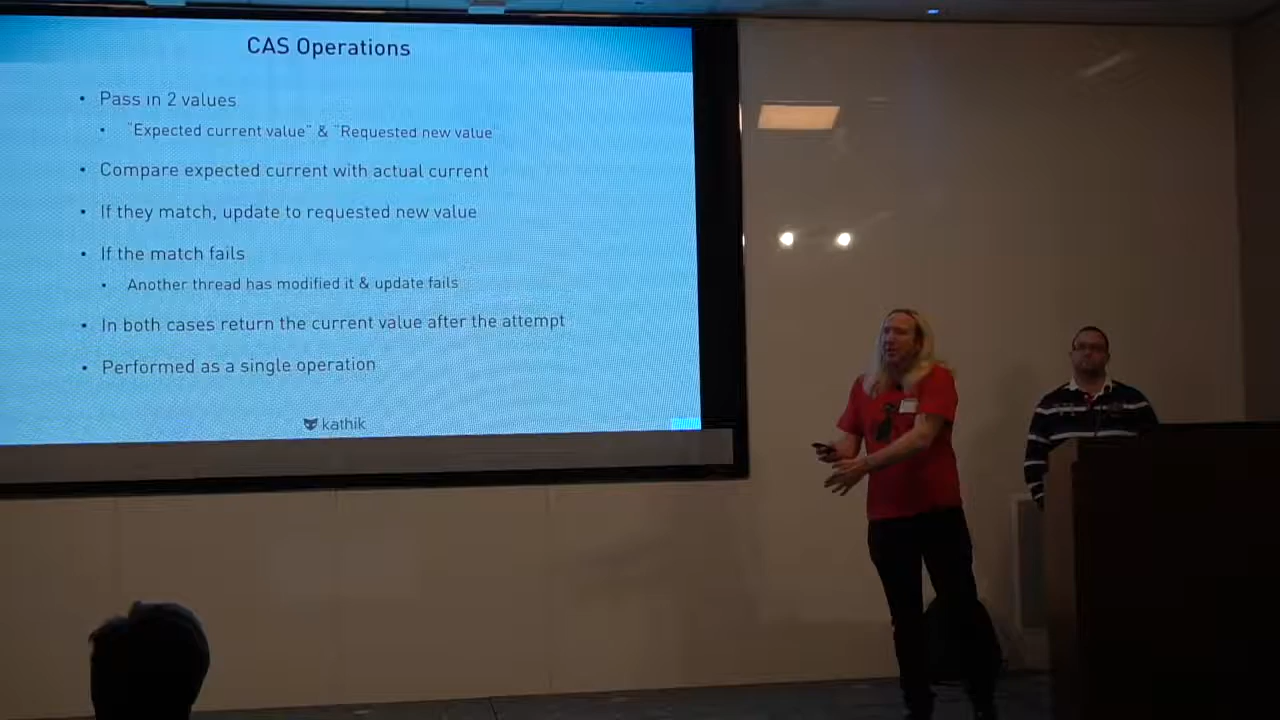 CAS Operations
• Pass in 2 values
• "Expected current value" & "Requested new value"
• Compare expected current with actual current
• If they match, update to requested new value
• If the match fails
• Another thread has modified it & update fails
• In both cases return the current value after the attempt
• Performed as a single operation
kathik